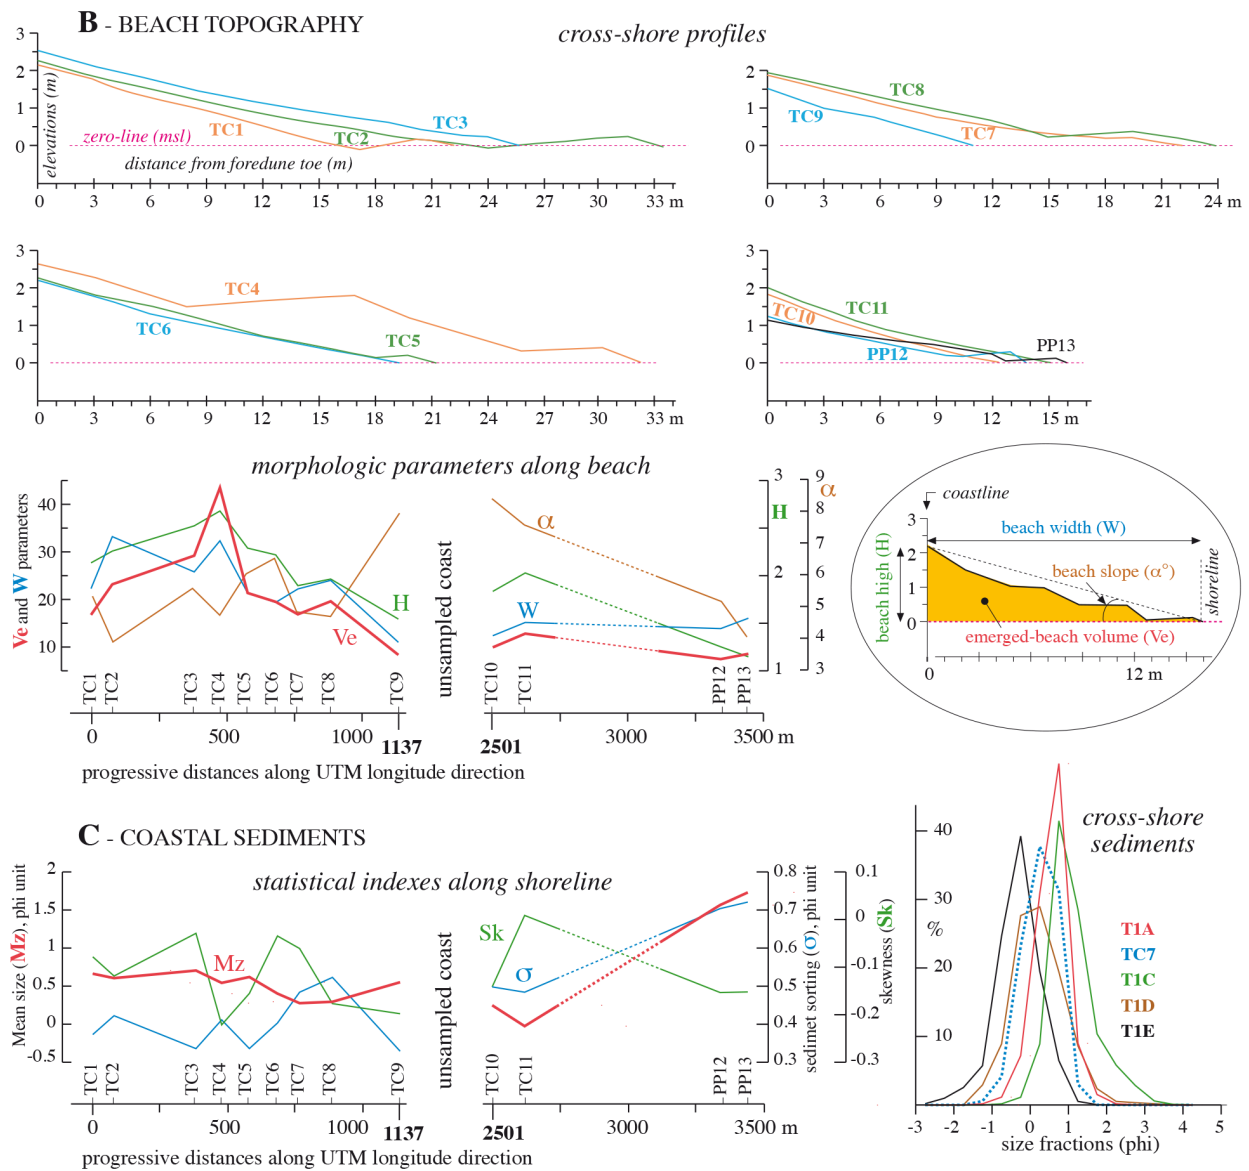 B - BEACH TOPOGRAPHY
cross-shore profiles
3
2
1
0
elevations (m)
zero-line (msl)
distance from foredune toe (m)
TC1
TC2
TC3
0 3 6 9 12 15 18 21 24 27 30 33 m
2
1
0
TC8
TC9
TC7
0 3 6 9 12 15 18 21 24 m
3
2
1
0
TC4
TC6
TC5
0 3 6 9 12 15 18 21 24 27 30 33 m
3
2
1
0
TC10
TC11
PP12
PP13
0 3 6 9 12 15 m
morphologic parameters along beach
Ve and W parameters
40
30
20
10
H
Ve
α
W
unsampled coast
TC1 TC2 TC3 TC4 TC5 TC6 TC7 TC8 TC9
TC10 TC11 PP12 PP13
0 500 1000 1137
2501 3000 3500 m
progressive distances along UTM longitude direction
3
H
2
1
9
α
8
7
6
5
4
3
coastline
beach width (W)
beach high (H)
3
2
1
0
beach slope (α°)
shoreline
emerged-beach volume (Ve)
0 12 m
C - COASTAL SEDIMENTS
statistical indexes along shoreline
Mean size (Mz), phi unit
2
1.5
1
0.5
0
-0.5
Mz
Sk
σ
unsampled coast
TC1 TC2 TC3 TC4 TC5 TC6 TC7 TC8 TC9
TC10 TC11 PP12 PP13
0 500 1000 1137
2501 3000 3500 m
progressive distances along UTM longitude direction
0.8
0.7
0.6
0.5
0.4
0.3
sedimet sorting (σ), phi unit
0.1
0
-0.1
-0.2
-0.3
skewness (Sk)
cross-shore
sediments
40
%
20
10
T1A
TC7
T1C
T1D
T1E
-3 -2 -1 0 1 2 3 4 5
size fractions (phi)